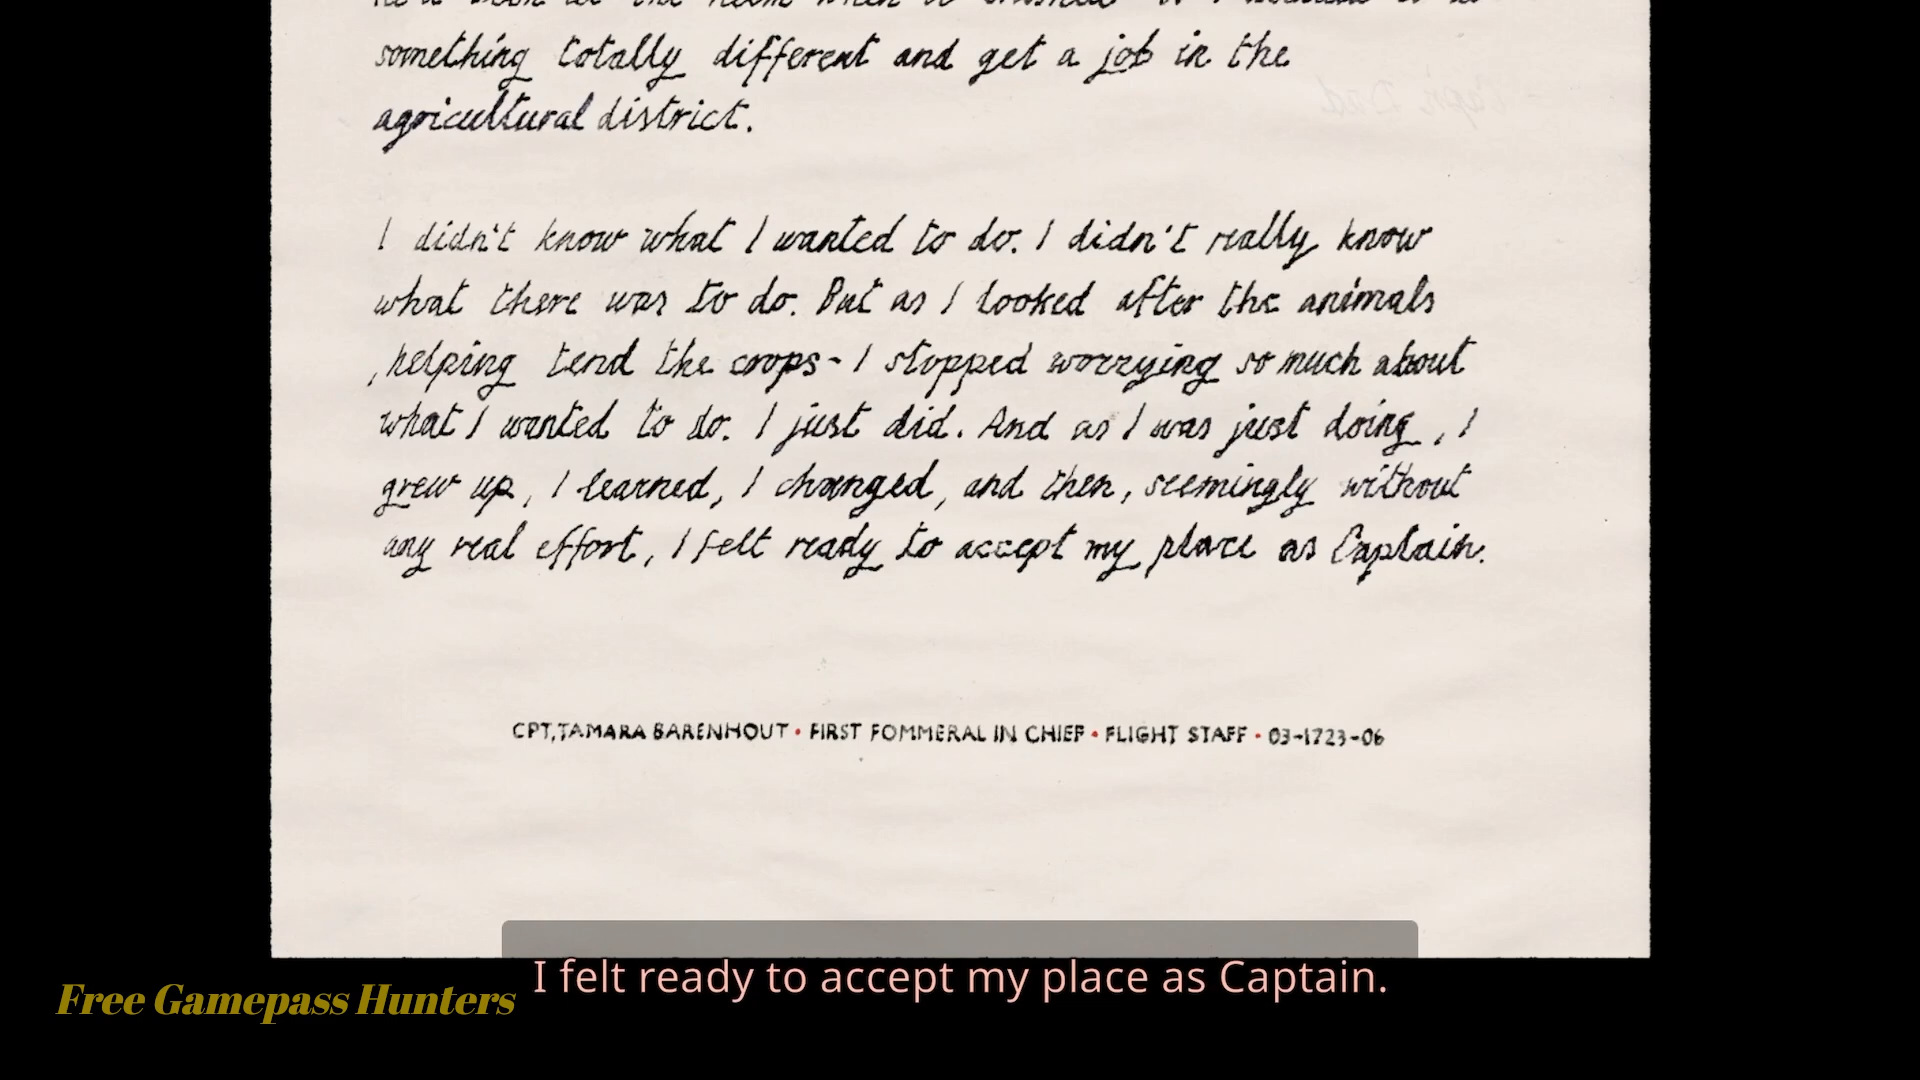 something totally different and get a job in the
agricultural district.
I didn't know what I wanted to do. I didn't really know
what there was to do. But as I looked after the animals
,helping tend the crops- I stopped worrying so much about
what I wanted to do. I just did. And as I was just doing, I
grew up, I learned, I changed, and then, seemingly without
any real effort, I felt ready to accept my place as Captain.
CPT,TAMARA BARENHOUT • FIRST FOMMERAL IN CHIEF • FLIGHT STAFF • 03-1723-06
I felt ready to accept my place as Captain.
Free Gamepass Hunters